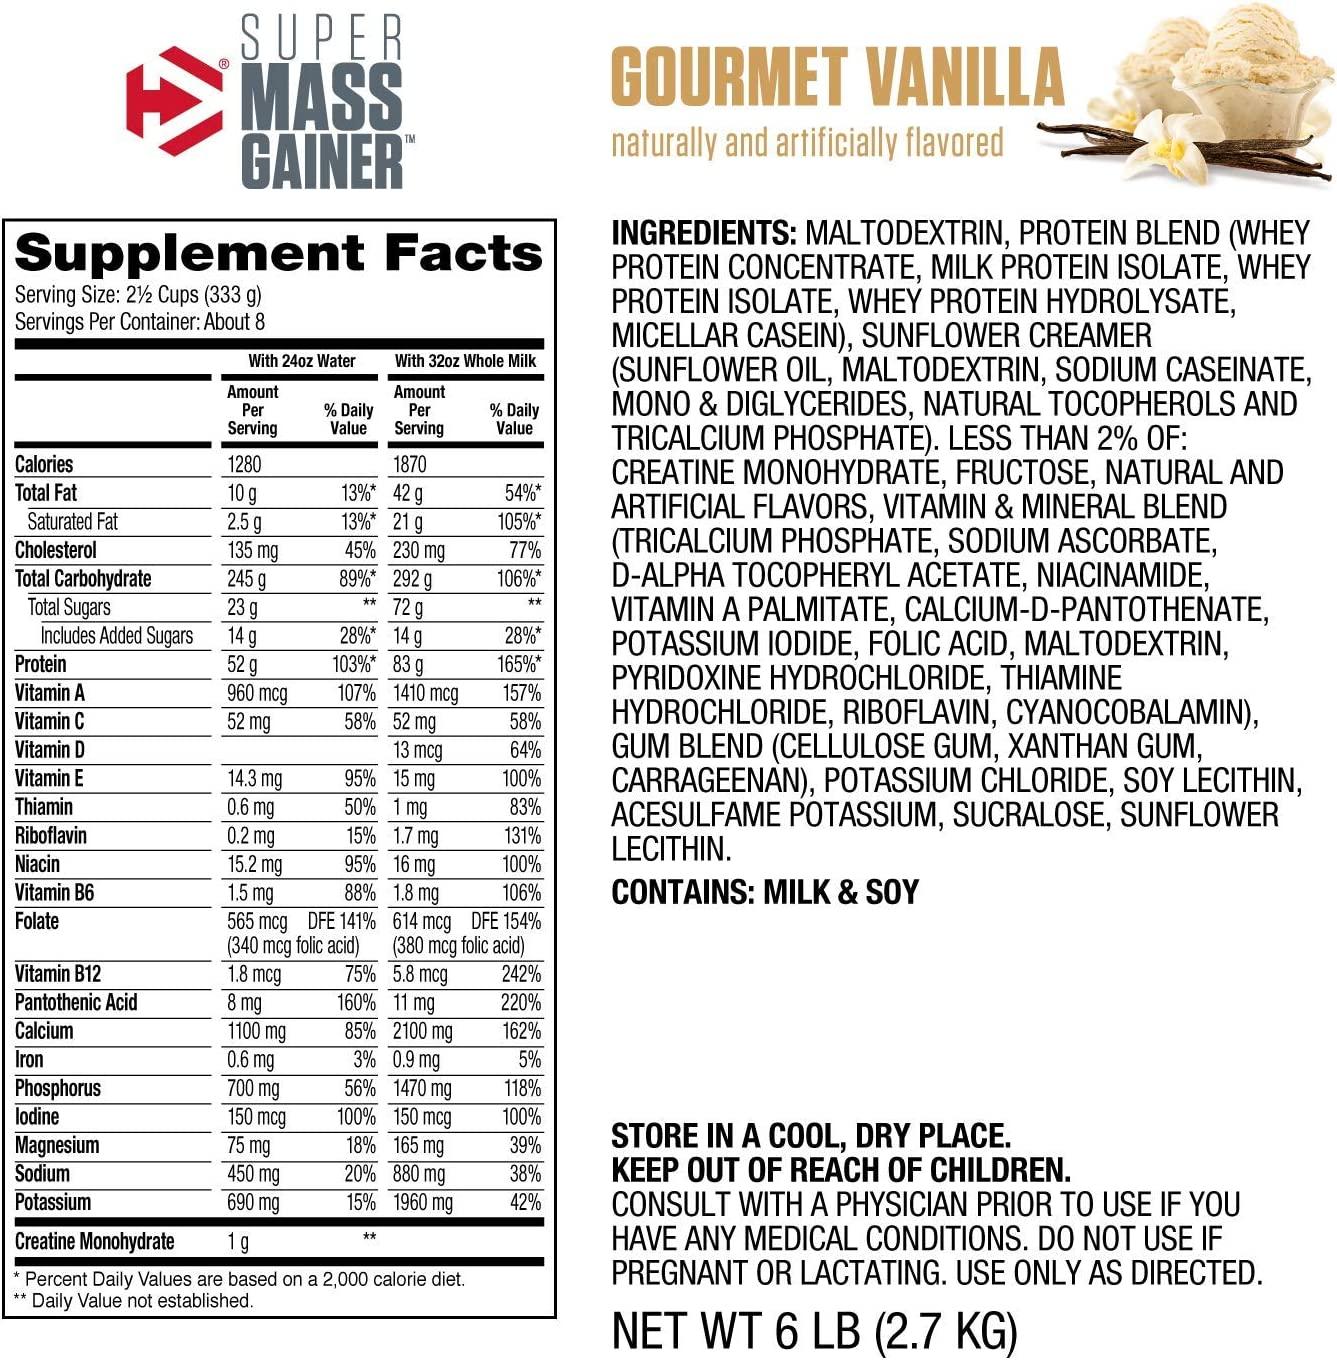 SUPER
MASS
GAINER™
®
GOURMET VANILLA
naturally and artificially flavored
Supplement Facts
Serving Size: 2½ Cups (333 g)
Servings Per Container: About 8
With 24oz Water With 32oz Whole Milk
Amount Per Serving % Daily Value Amount Per Serving % Daily Value
Calories 1280 1870
Total Fat 10 g 13%* 42 g 54%*
Saturated Fat 2.5 g 13%* 21 g 105%*
Cholesterol 135 mg 45% 230 mg 77%
Total Carbohydrate 245 g 89%* 292 g 106%*
Total Sugars 23 g ** 72 g **
Includes Added Sugars 14 g 28%* 14 g 28%*
Protein 52 g 103%* 83 g 165%*
Vitamin A 960 mcg 107% 1410 mcg 157%
Vitamin C 52 mg 58% 52 mg 58%
Vitamin D 13 mcg 64%
Vitamin E 14.3 mg 95% 15 mg 100%
Thiamin 0.6 mg 50% 1 mg 83%
Riboflavin 0.2 mg 15% 1.7 mg 131%
Niacin 15.2 mg 95% 16 mg 100%
Vitamin B6 1.5 mg 88% 1.8 mg 106%
Folate 565 mcg DFE 141% 614 mcg DFE 154%
(340 mcg folic acid) (380 mcg folic acid)
Vitamin B12 1.8 mcg 75% 5.8 mcg 242%
Pantothenic Acid 8 mg 160% 11 mg 220%
Calcium 1100 mg 85% 2100 mg 162%
Iron 0.6 mg 3% 0.9 mg 5%
Phosphorus 700 mg 56% 1470 mg 118%
Iodine 150 mcg 100% 150 mcg 100%
Magnesium 75 mg 18% 165 mg 39%
Sodium 450 mg 20% 880 mg 38%
Potassium 690 mg 15% 1960 mg 42%
Creatine Monohydrate 1 g **
* Percent Daily Values are based on a 2,000 calorie diet.
** Daily Value not established.
INGREDIENTS: MALTODEXTRIN, PROTEIN BLEND (WHEY
PROTEIN CONCENTRATE, MILK PROTEIN ISOLATE, WHEY
PROTEIN ISOLATE, WHEY PROTEIN HYDROLYSATE,
MICELLAR CASEIN), SUNFLOWER CREAMER
(SUNFLOWER OIL, MALTODEXTRIN, SODIUM CASEINATE,
MONO & DIGLYCERIDES, NATURAL TOCOPHEROLS AND
TRICALCIUM PHOSPHATE). LESS THAN 2% OF:
CREATINE MONOHYDRATE, FRUCTOSE, NATURAL AND
ARTIFICIAL FLAVORS, VITAMIN & MINERAL BLEND
(TRICALCIUM PHOSPHATE, SODIUM ASCORBATE,
D-ALPHA TOCOPHERYL ACETATE, NIACINAMIDE,
VITAMIN A PALMITATE, CALCIUM-D-PANTOTHENATE,
POTASSIUM IODIDE, FOLIC ACID, MALTODEXTRIN,
PYRIDOXINE HYDROCHLORIDE, THIAMINE
HYDROCHLORIDE, RIBOFLAVIN, CYANOCOBALAMIN),
GUM BLEND (CELLULOSE GUM, XANTHAN GUM,
CARRAGEENAN), POTASSIUM CHLORIDE, SOY LECITHIN,
ACESULFAME POTASSIUM, SUCRALOSE, SUNFLOWER
LECITHIN.
CONTAINS: MILK & SOY
STORE IN A COOL, DRY PLACE.
KEEP OUT OF REACH OF CHILDREN.
CONSULT WITH A PHYSICIAN PRIOR TO USE IF YOU
HAVE ANY MEDICAL CONDITIONS. DO NOT USE IF
PREGNANT OR LACTATING. USE ONLY AS DIRECTED.
NET WT 6 LB (2.7 KG)